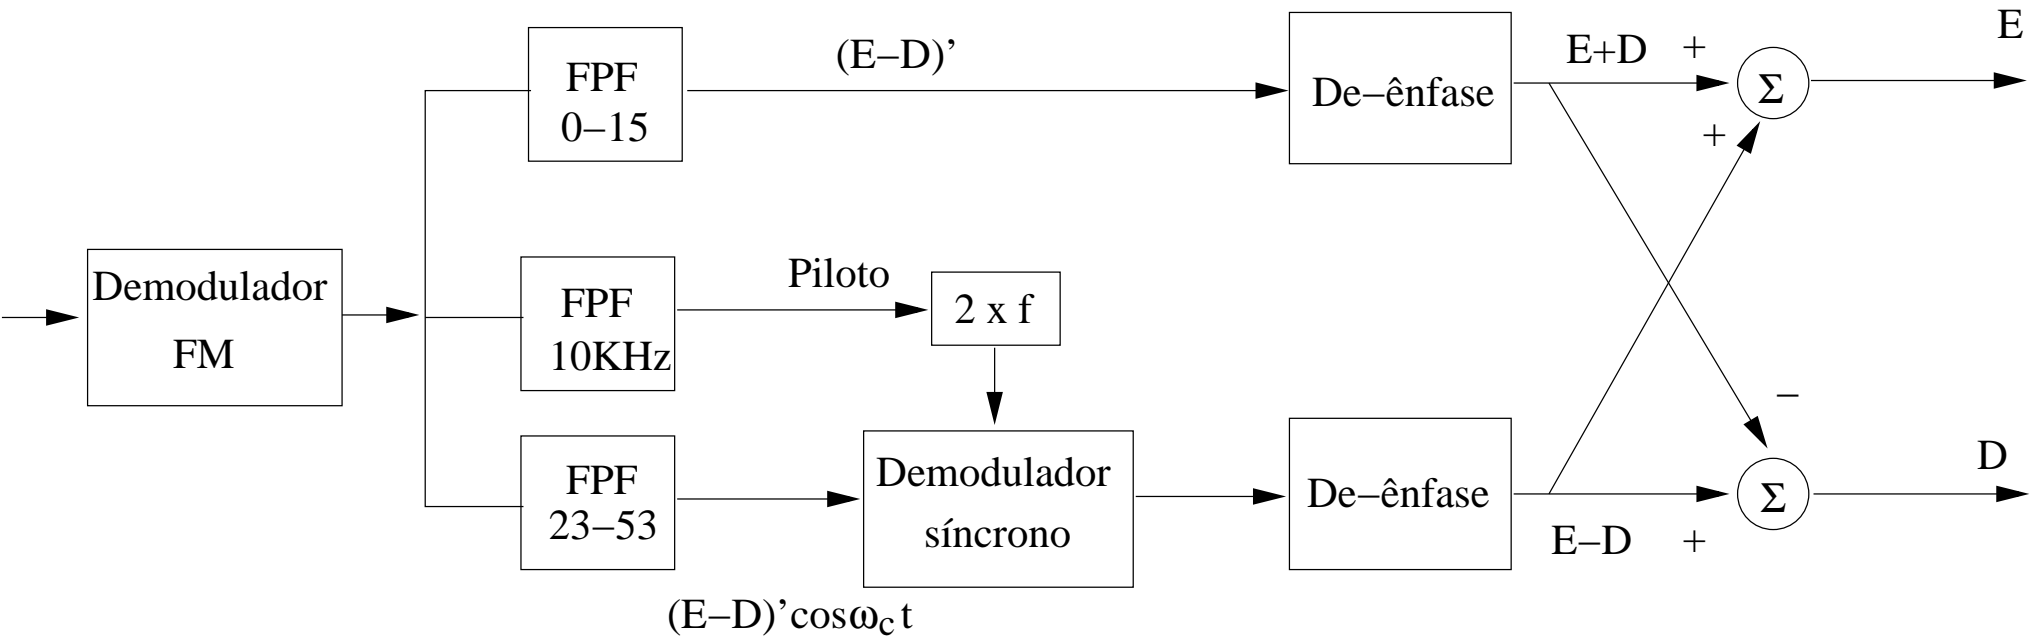 FPF
0–15
(E–D)’
De–ênfase
E+D +
Σ
E
+
Demodulador
FM
FPF
10KHz
Piloto
2 x f
FPF
23–53
Demodulador
síncrono
(E–D)’cosωct
De–ênfase
E–D +
–
Σ
D